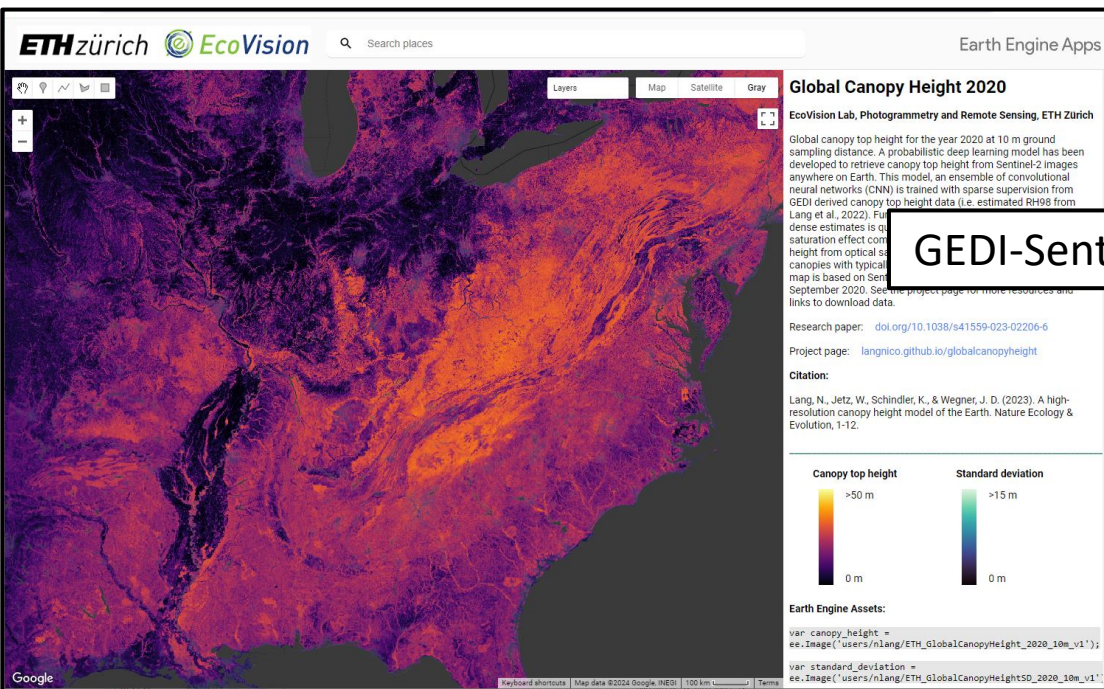 ETHzürich EcoVision
Search places
Earth Engine Apps
Layers
Map Satellite Gray
+
−
Global Canopy Height 2020
EcoVision Lab, Photogrammetry and Remote Sensing, ETH Zürich
Global canopy top height for the year 2020 at 10 m ground
sampling distance. A probabilistic deep learning model has been
developed to retrieve canopy top height from Sentinel-2 images
anywhere on Earth. This model, an ensemble of convolutional
neural networks (CNN) is trained with sparse supervision from
GEDI derived canopy top height data (i.e. estimated RH98 from
Lang et al., 2022).
dense estimates is
saturation effect
height from optical
canopies with
map is based on
September 2020. See the project page for more resources and
links to download data.
GEDI-Sent
Research paper: doi.org/10.1038/s41559-023-02206-6
Project page: langnico.github.io/globalcanopyheight
Citation:
Lang, N., Jetz, W., Schindler, K., & Wegner, J. D. (2023). A high-
resolution canopy height model of the Earth. Nature Ecology &
Evolution, 1-12.
Canopy top height Standard deviation
>50 m >15 m
0 m 0 m
Earth Engine Assets:
var canopy_height =
ee.Image('users/nlang/ETH_GlobalCanopyHeight_2020_10m_v1');
var standard_deviation =
ee.Image('users/nlang/ETH_GlobalCanopyHeightSD_2020_10m_v1'
Google
Keyboard shortcuts Map data ©2024 Google, INEGI 100 km Terms